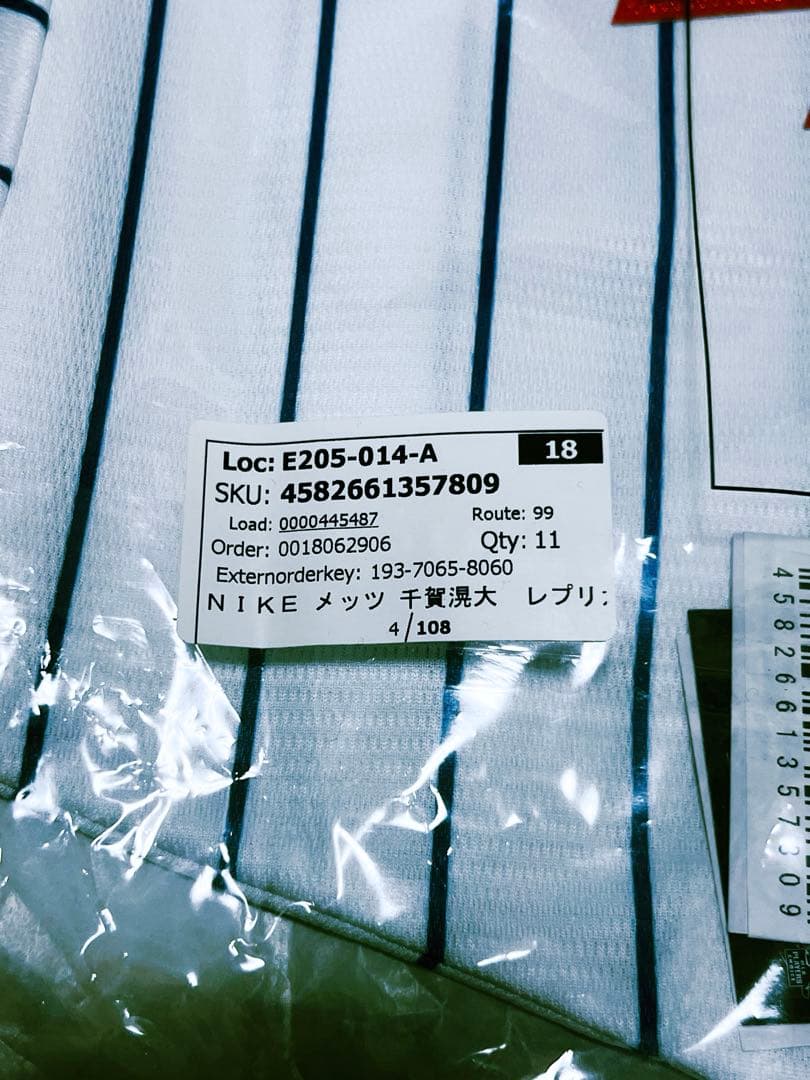 Loc: E205-014-A 18
SKU: 4582661357809
Load: 0000445487 Route: 99
Order: 0018062906 Qty: 11
Externorderkey: 193-7065-8060
ＮＩＫＥ メッツ 千賀滉大　レプリ
4/108
4582661357809